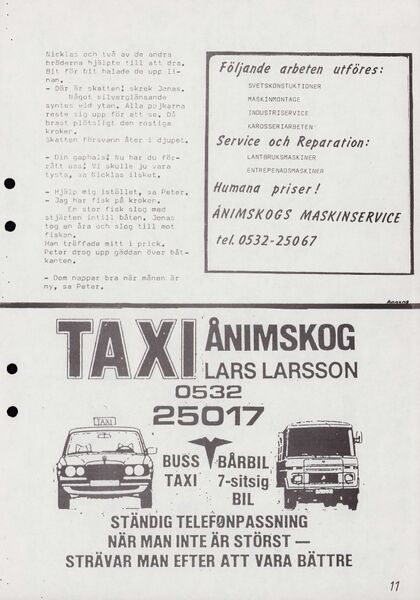 Nicklas och två av de andra
bröderna hjälpte till att dra.
Bit för bit halade de upp li-
nan.
- Där är skatten! skrek Jonas.
Något silverglänsande
syntes vid ytan. Alla pojkarna
reste sig upp för att se. Då
brast plötsligt den rostiga
kroken.
Skatten försvann åter i djupet.
- Din gaphals! Nu har du för-
rått oss! Vi skulle ju vara
tysta, sa Nicklas ilsket.
- Hjälp mig istället, sa Peter.
- Jag har fisk på kroken.
En stor fisk slog med
stjärten intill båten. Jonas
tog en åra och slog till mot
fisken.
Han träffade mitt i prick.
Peter drog upp gäddan över båt-
kanten.
- Dom nappar bra när månen är
ny, sa Peter.
Följande arbeten utföres:
SVETSKONSTUKTIONER
MASKINMONTAGE
INDUSTRISERVICE
KAROSSERIARBETEN
Service och Reparation:
LANTBRUKSMASKINER
ENTREPENADSMASKINER
Humana priser!
ÅNIMSKOGS MASKINSERVICE
tel. 0532-25067
TAXI ÅNIMSKOG
LARS LARSSON
0532
25017
TAXI
BUSS BÅRBIL
TAXI 7-sitsig
BIL
STÄNDIG TELEFONPASSNING
NÄR MAN INTE ÄR STÖRST —
STRÄVAR MAN EFTER ATT VARA BÄTTRE
11